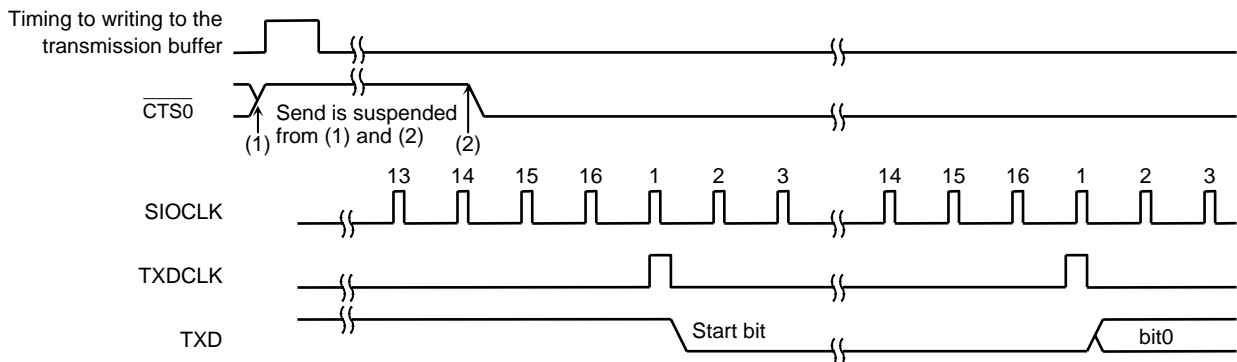 Timing to writing to the
transmission buffer
CTS0
Send is suspended
from (1) and (2)
(1)
(2)
13 14 15 16 1 2 3 14 15 16 1 2 3
SIOCLK
TXDCLK
TXD
Start bit
bit0